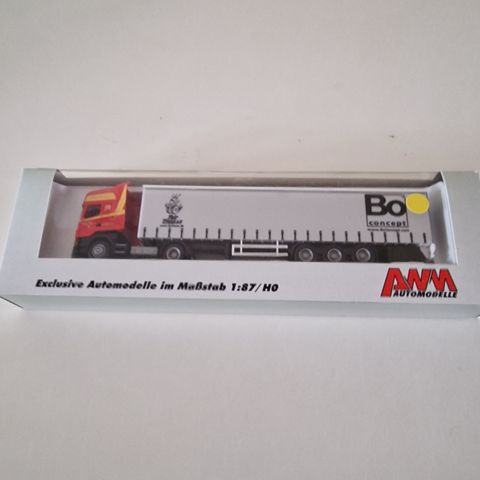 Bo
concept
Exclusive Automodelle im Maßstab 1:87/H0
AWM
AUTOMODELLE